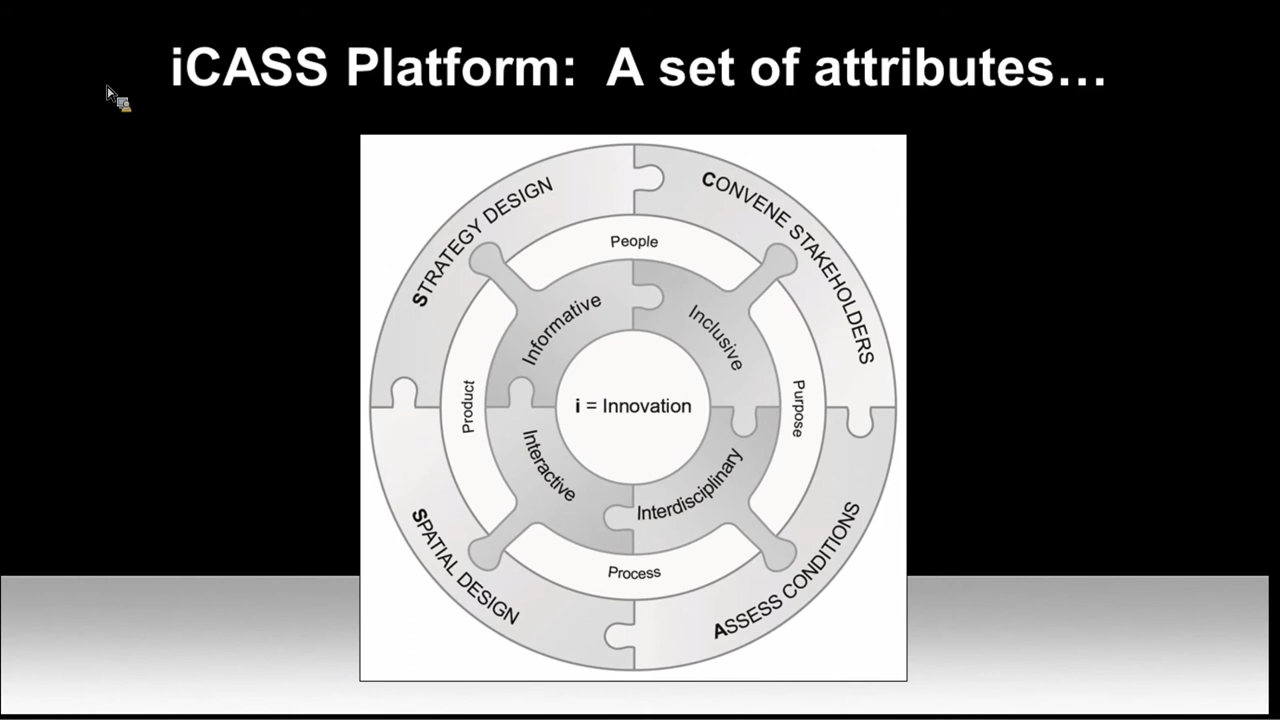 iCASS Platform: A set of attributes…
STRATEGY DESIGN
CONVENE STAKEHOLDERS
People
Informative
Inclusive
Product
i = Innovation
Purpose
Interactive
Interdisciplinary
Process
SPATIAL DESIGN
ASSESS CONDITIONS